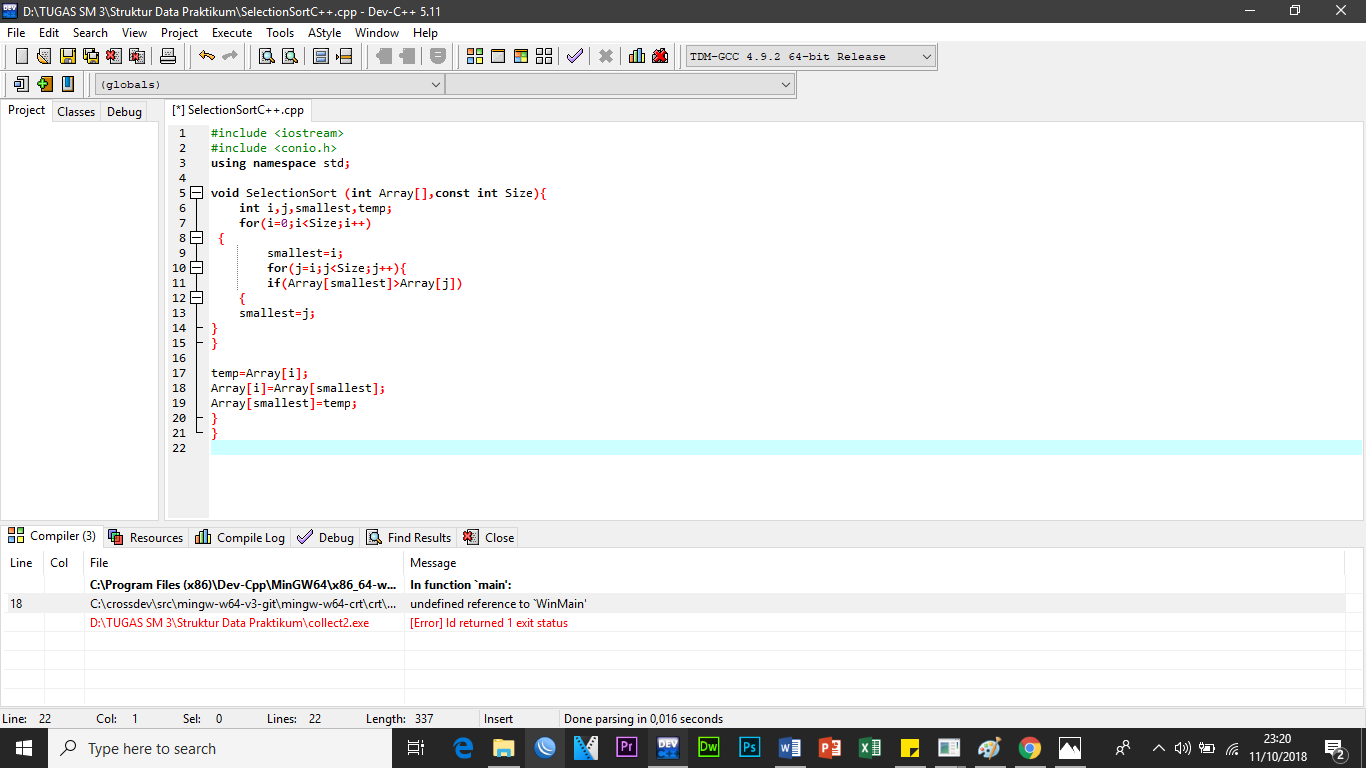 D:\TUGAS SM 3\Struktur Data Praktikum\SelectionSortC++.cpp - Dev-C++ 5.11
File Edit Search View Project Execute Tools AStyle Window Help
TDM-GCC 4.9.2 64-bit Release
(globals)
Project Classes Debug [*] SelectionSortC++.cpp
1 #include <iostream>
2 #include <conio.h>
3 using namespace std;
4
5 void SelectionSort (int Array[],const int Size){
6 int i,j,smallest,temp;
7 for(i=0;i<Size;i++)
8 {
9 smallest=i;
10 for(j=i;j<Size;j++){
11 if(Array[smallest]>Array[j])
12 {
13 smallest=j;
14 }
15 }
16
17 temp=Array[i];
18 Array[i]=Array[smallest];
19 Array[smallest]=temp;
20 }
21 }
22
Compiler (3) Resources Compile Log Debug Find Results Close
Line Col File Message
C:\Program Files (x86)\Dev-Cpp\MinGW64\x86_64-w... In function `main':
18 C:\crossdev\src\mingw-w64-v3-git\mingw-w64-crt\crt\... undefined reference to `WinMain'
D:\TUGAS SM 3\Struktur Data Praktikum\collect2.exe [Error] ld returned 1 exit status
Line: 22 Col: 1 Sel: 0 Lines: 22 Length: 337 Insert Done parsing in 0,016 seconds
Type here to search
Pr
DEV
Dw
Ps
23:20
11/10/2018
2